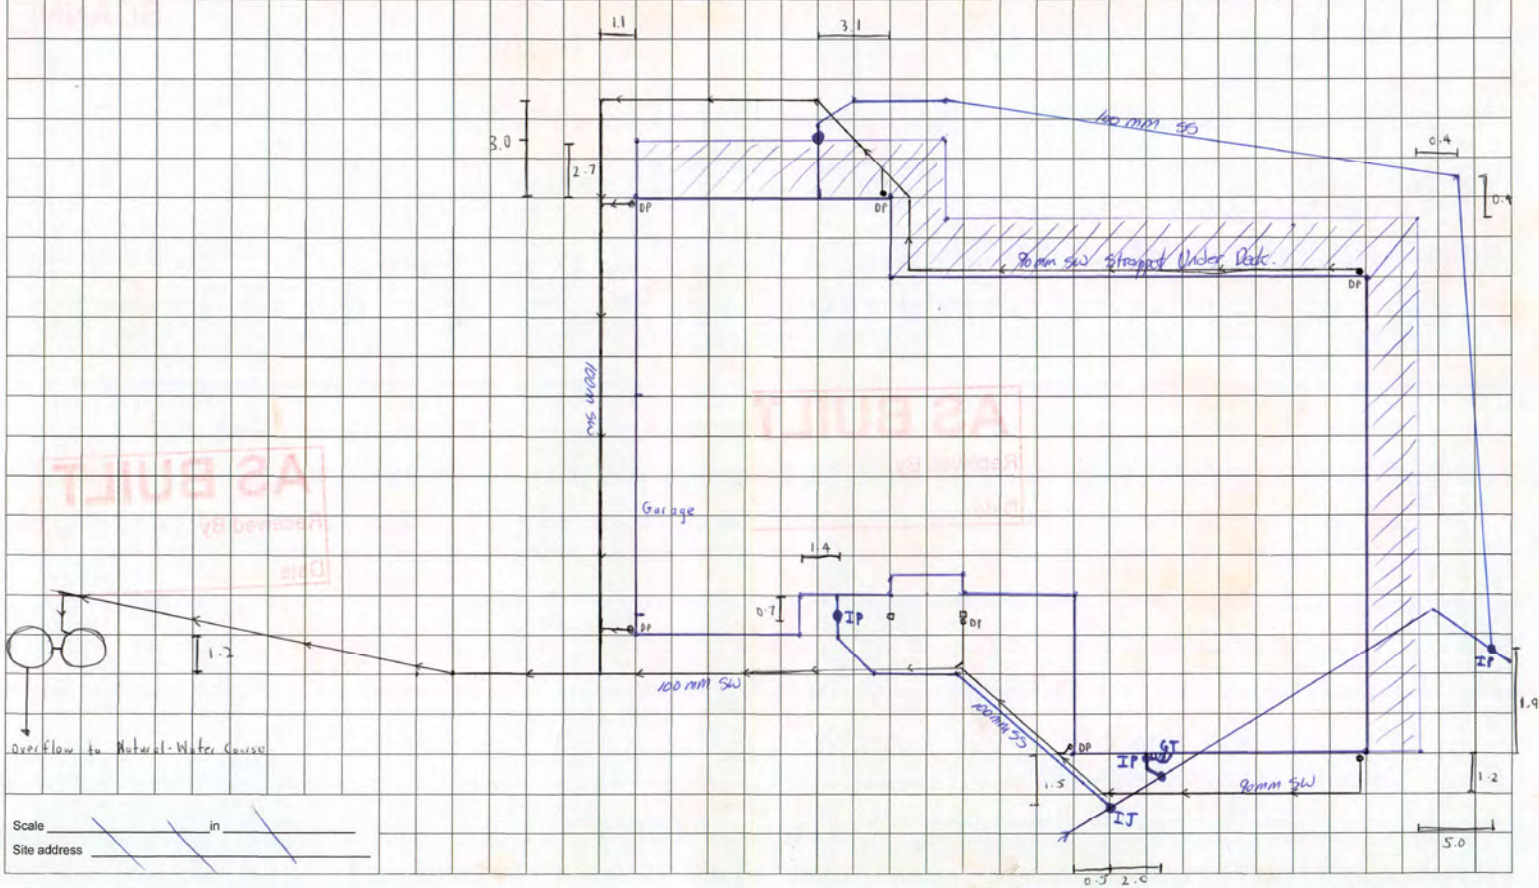 1.1
3.1
100 mm SS
0.4
3.0
2.7
0.4
DP
DP
90mm SW Strapped Under Deck.
DP
100m SW
AS BUILT
Received By
Date
AS BUILT
Received By
Date
Garage
1.4
0.7
IP
DP
DP
1.2
100 mm SW
IP
100mm SS
1.9
Overflow to Natural-Water Course
DP
GT
IP
1.5
90mm SW
1.2
IJ
Scale in
Site address
5.0
0.5 2.0